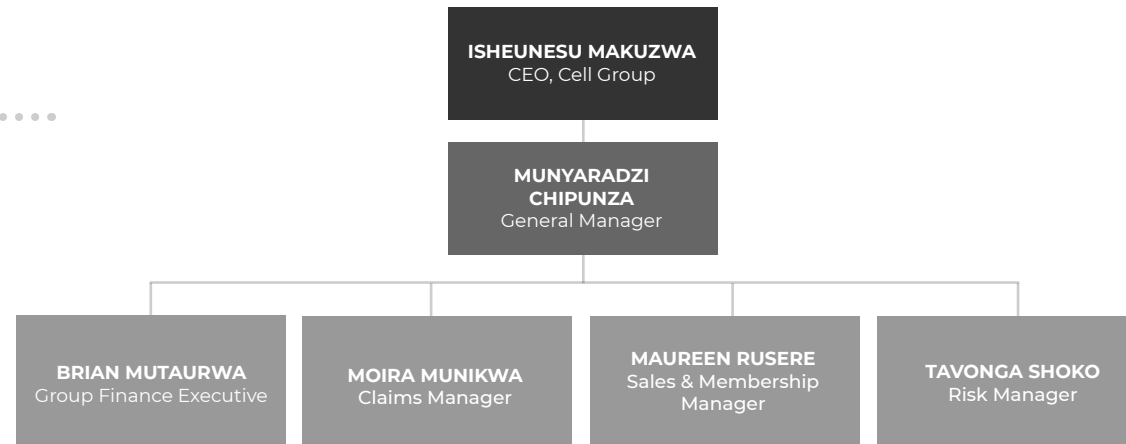 ISHEUNESU MAKUZWA
CEO, Cell Group
MUNYARADZI
CHIPUNZA
General Manager
BRIAN MUTAURWA
Group Finance Executive
MOIRA MUNIKWA
Claims Manager
MAUREEN RUSERE
Sales & Membership
Manager
TAVONGA SHOKO
Risk Manager